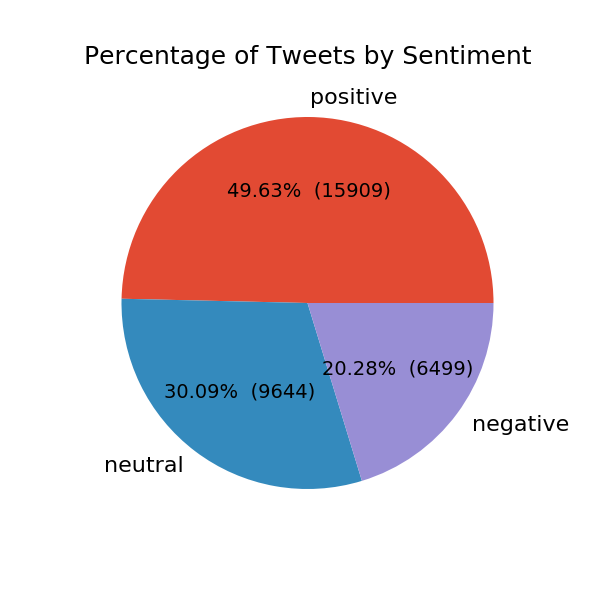 Percentage of Tweets by Sentiment
positive
49.63% (15909)
20.28% (6499)
30.09% (9644)
negative
neutral